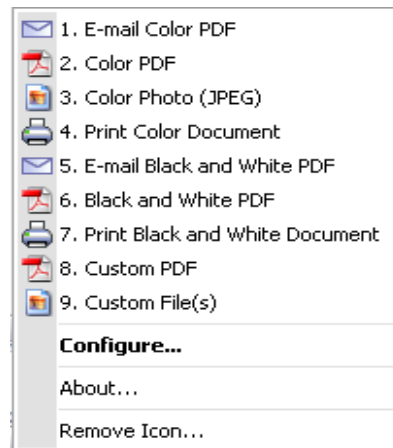 1. E-mail Color PDF
2. Color PDF
3. Color Photo (JPEG)
4. Print Color Document
5. E-mail Black and White PDF
6. Black and White PDF
7. Print Black and White Document
8. Custom PDF
9. Custom File(s)
Configure...
About...
Remove Icon...